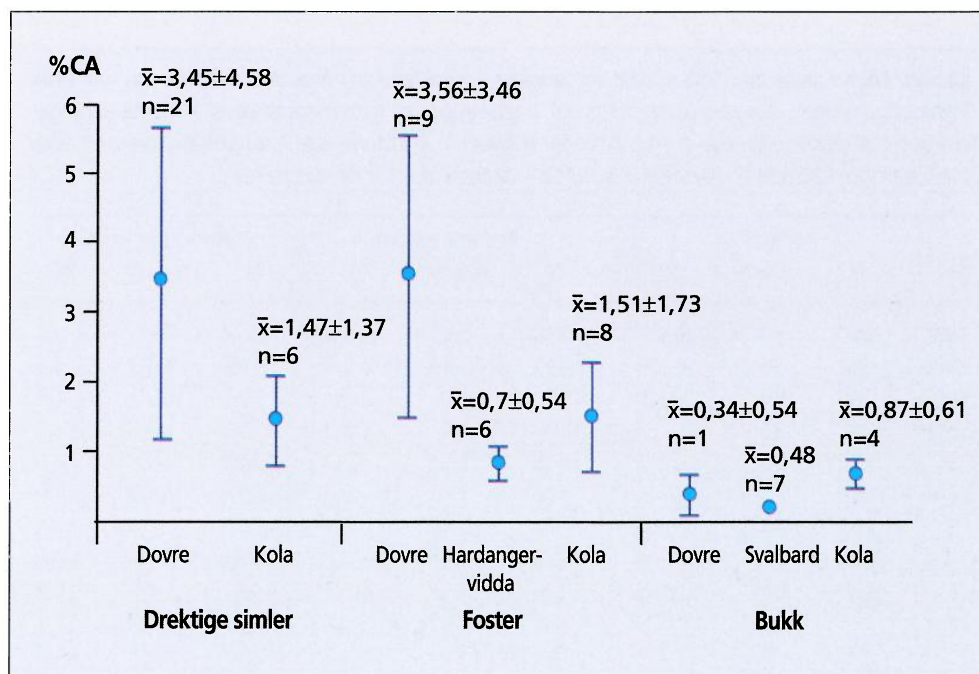 %CA
x̄=3,45±4,58
n=21
x̄=3,56±3,46
n=9
6
5
4
3
2
1
x̄=1,47±1,37
n=6
x̄=0,7±0,54
n=6
x̄=1,51±1,73
n=8
x̄=0,34±0,54
n=1
x̄=0,48
n=7
x̄=0,87±0,61
n=4
Dovre Kola Dovre Hardanger-
vidda Kola Dovre Svalbard Kola
Drektige simler Foster Bukk